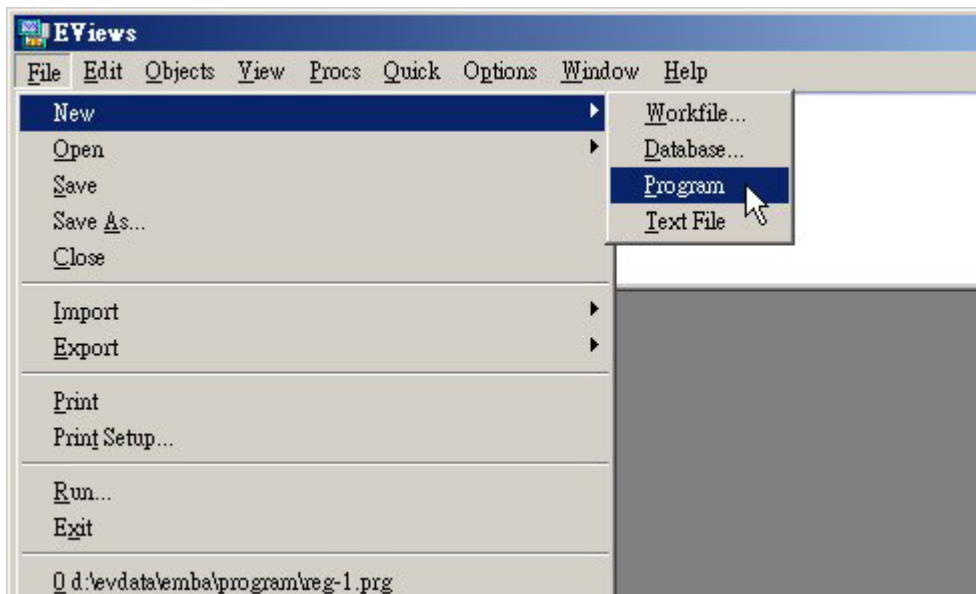 EViews
File Edit Objects View Procs Quick Options Window Help
New
Open
Save
Save As...
Close
Import
Export
Print
Print Setup...
Run...
Exit
0 d:\evdata\emba\program\reg-1.prg
Workfile...
Database...
Program
Text File